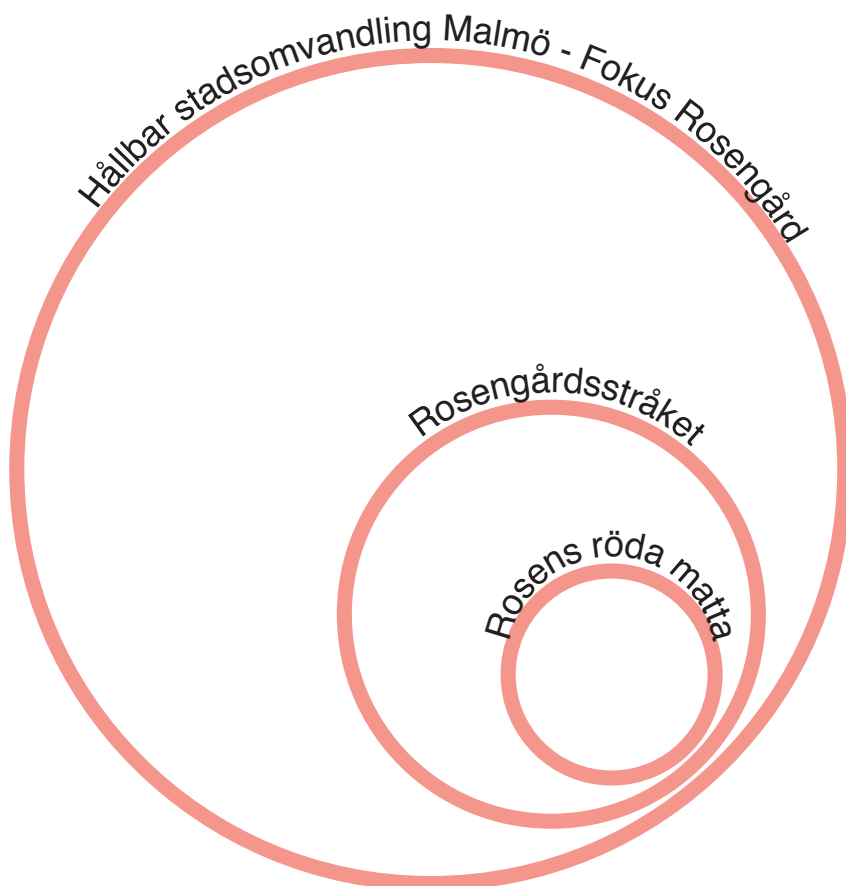 Hållbar stadsomvandling Malmö - Fokus Rosengård
Rosengårdsstråket
Rosens röda matta